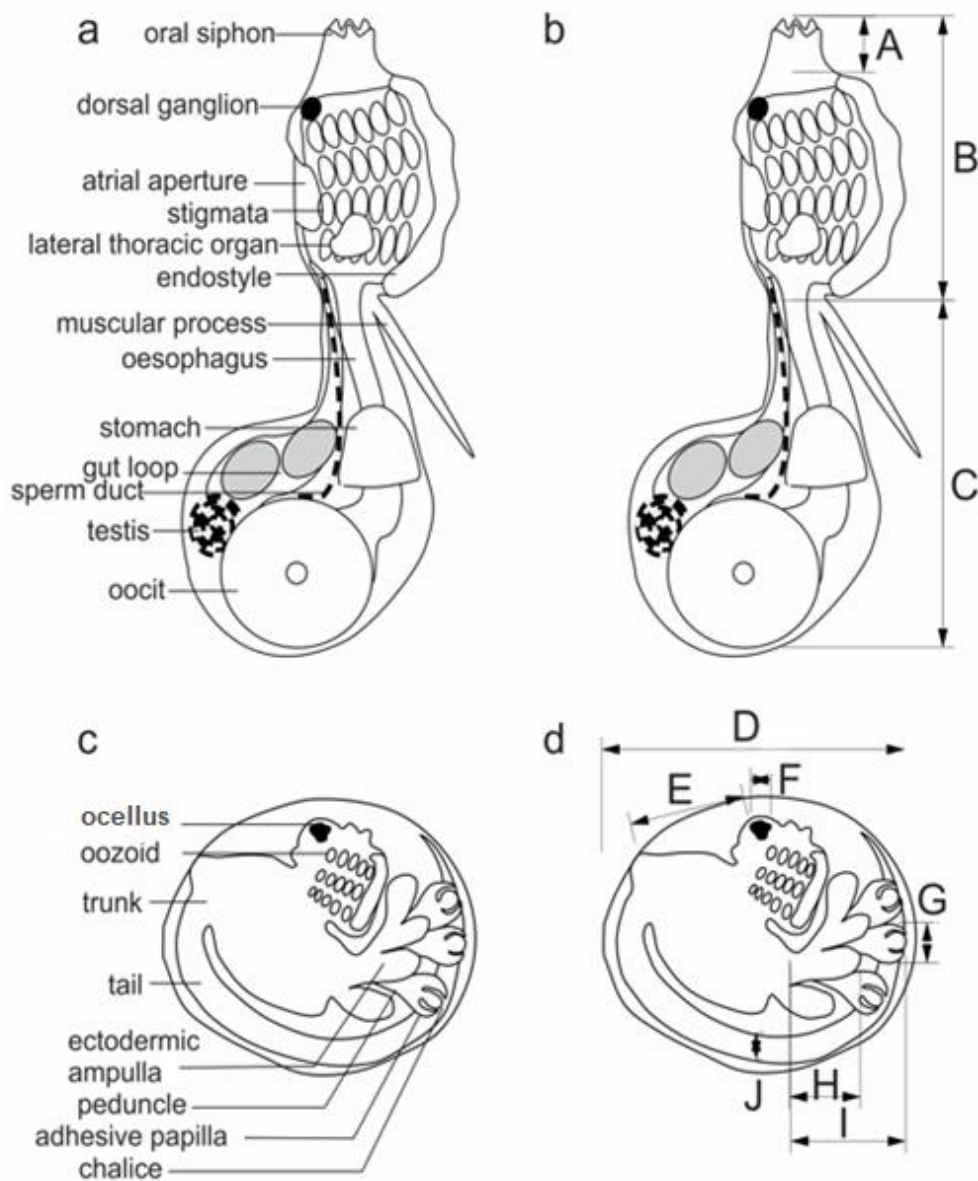 a
oral siphon
dorsal ganglion
atrial aperture
stigmata
lateral thoracic organ
endostyle
muscular process
oesophagus
stomach
gut loop
sperm duct
testis
oocit
b
A
B
C
c
ocellus
oozoid
trunk
tail
ectodermic
ampulla
peduncle
adhesive papilla
chalice
d
D
E
F
G
H
I
J